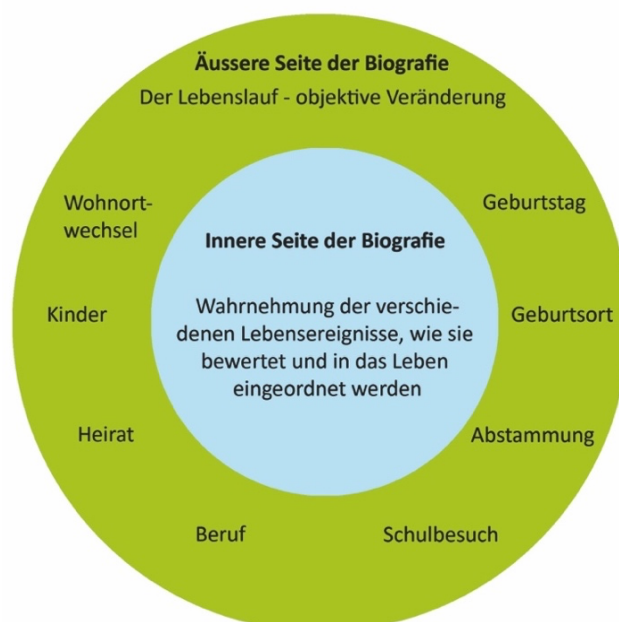 Äussere Seite der Biografie
Der Lebenslauf - objektive Veränderung
Wohnort-
wechsel
Geburtstag
Innere Seite der Biografie
Kinder
Wahrnehmung der verschie-
denen Lebensereignisse, wie sie
bewertet und in das Leben
eingeordnet werden
Geburtsort
Heirat
Abstammung
Beruf
Schulbesuch